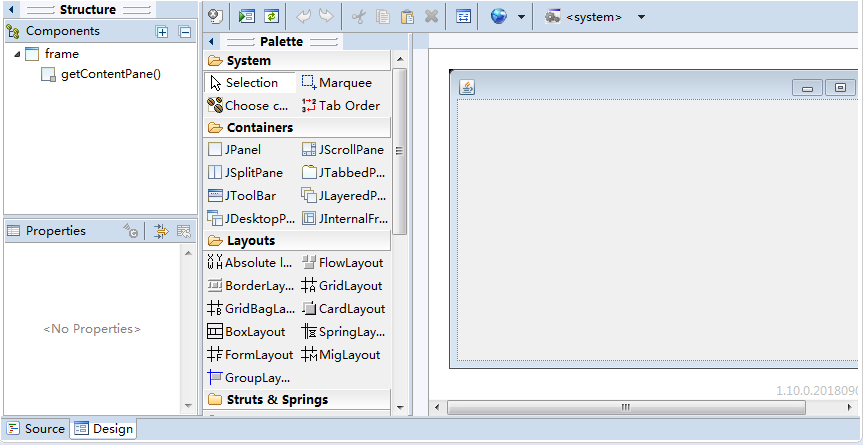 Structure
Components
frame
getContentPane()
Properties
<No Properties>
<system>
Palette
System
Selection
Marquee
Choose c...
Tab Order
Containers
JPanel
JScrollPane
JSplitPane
JTabbedP...
JToolBar
JLayeredP...
JDesktopP...
JInternalFr...
Layouts
Absolute l...
FlowLayout
BorderLay...
GridLayout
GridBagLa...
CardLayout
BoxLayout
SpringLay...
FormLayout
MigLayout
GroupLay...
Struts & Springs
1.10.0.2018090
Source
Design